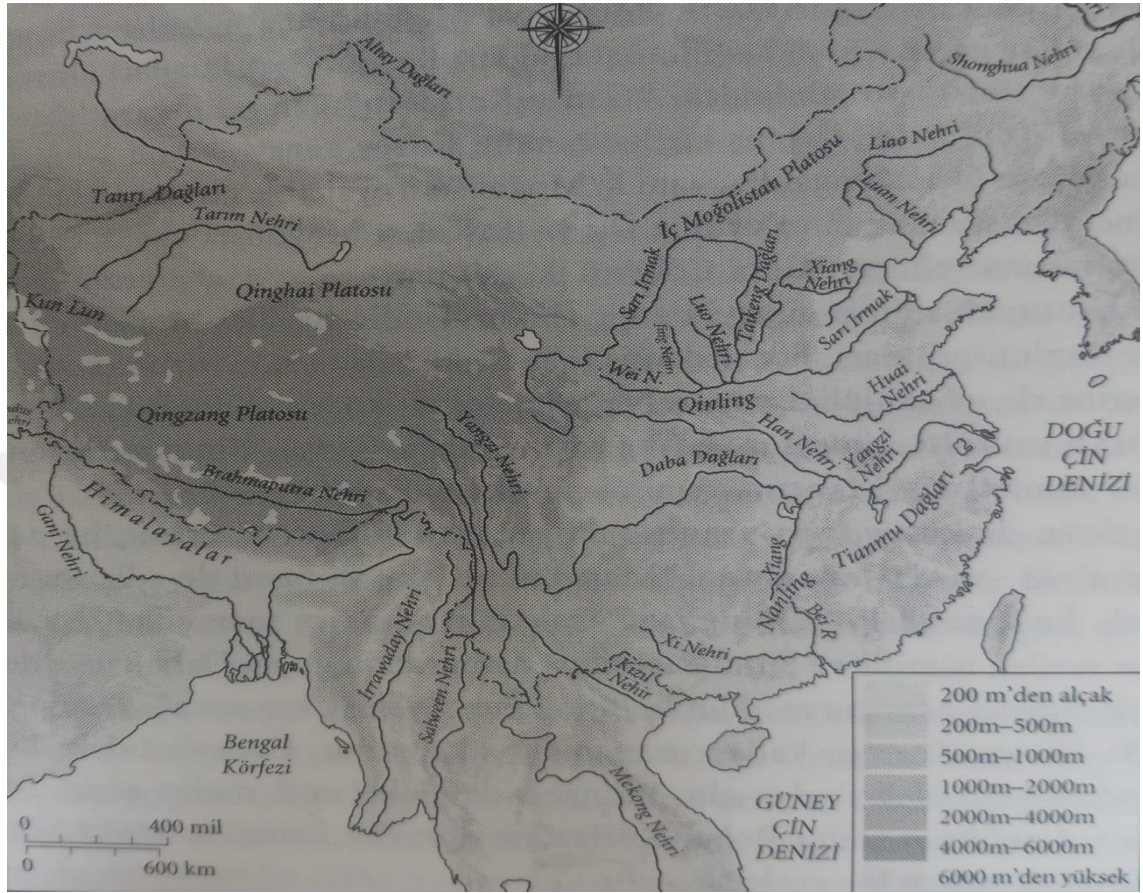 Altay Dağları
Shonghua Nehri
Liao Nehri
Luan Nehri
İç Moğolistan Platosu
Tanrı Dağları
Tarım Nehri
Qinghai Platosu
Kun Lun
Sarı Irmak
Luo Nehri
Taikeng Dağları
Xiang
Nehri
Sarı Irmak
Wei N.
Qinling
Huai
Nehri
Qingzang Platosu
Yangzi Nehri
Han Nehri
Yangzi
Nehri
Daba Dağları
DOĞU
ÇİN
DENİZİ
Brahmaputra Nehri
Himalayalar
Ganj Nehri
Tianmu Dağları
Xiang
Nanling
Bei R
Xi Nehri
Kızıl
Nehir
Irrawaday Nehri
Salween Nehri
Mekong Nehri
Bengal
Körfezi
GÜNEY
ÇİN
DENİZİ
0 400 mil
0 600 km
200 m'den alçak
200m–500m
500m–1000m
1000m–2000m
2000m–4000m
4000m–6000m
6000 m'den yüksek